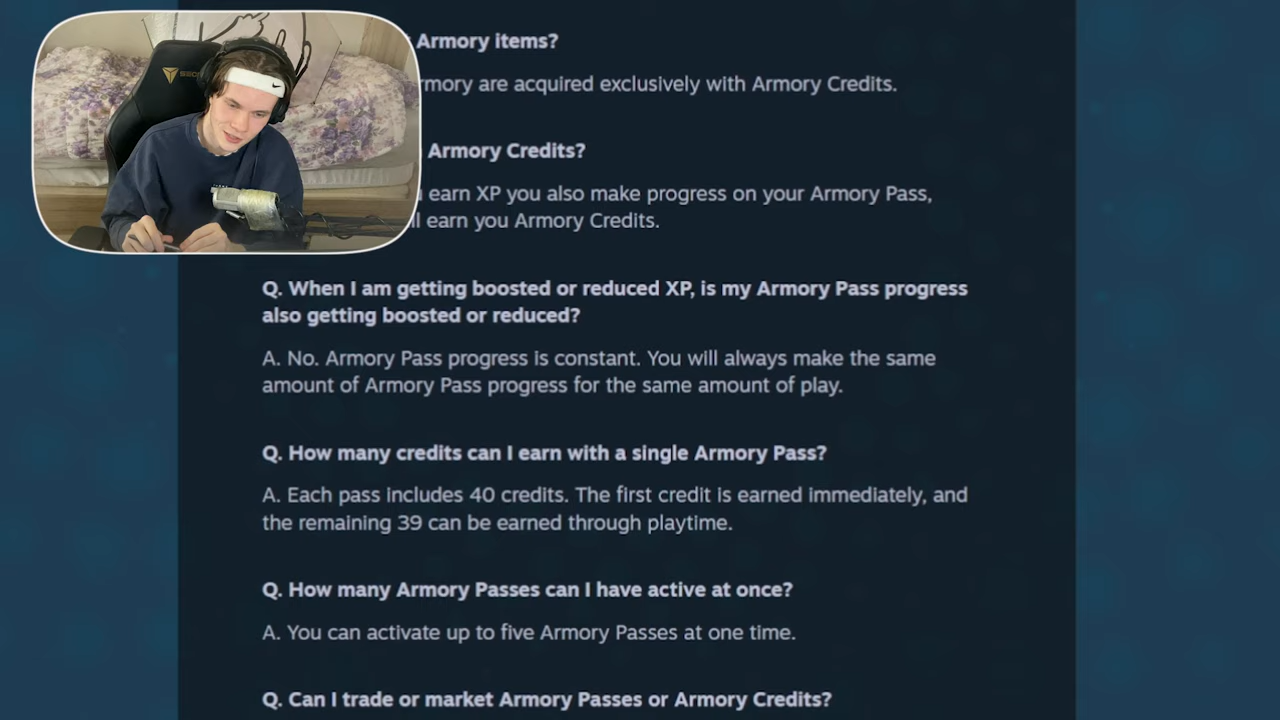 Armory items?
rmory are acquired exclusively with Armory Credits.
Armory Credits?
earn XP you also make progress on your Armory Pass,
ll earn you Armory Credits.
Q. When I am getting boosted or reduced XP, is my Armory Pass progress
also getting boosted or reduced?
A. No. Armory Pass progress is constant. You will always make the same
amount of Armory Pass progress for the same amount of play.
Q. How many credits can I earn with a single Armory Pass?
A. Each pass includes 40 credits. The first credit is earned immediately, and
the remaining 39 can be earned through playtime.
Q. How many Armory Passes can I have active at once?
A. You can activate up to five Armory Passes at one time.
Q. Can I trade or market Armory Passes or Armory Credits?